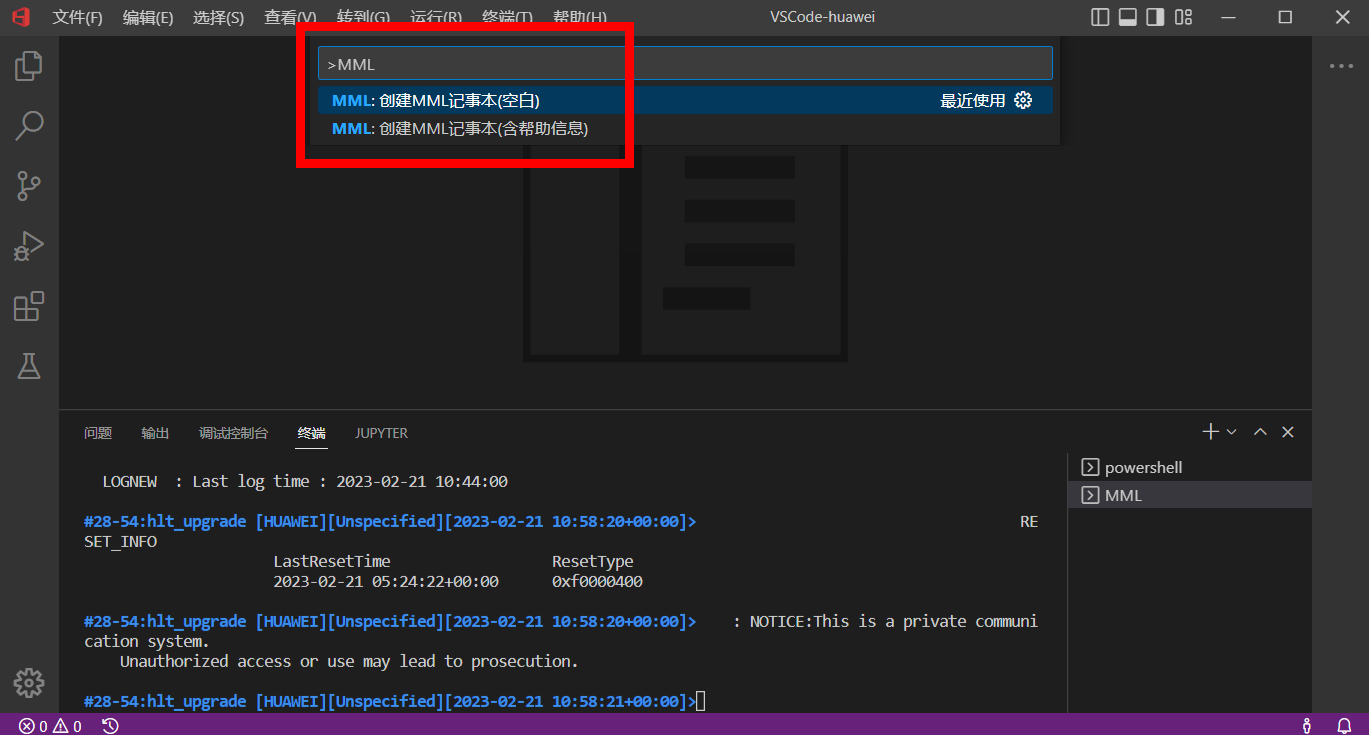 文件(F) 编辑(E) 选择(S) 查看(V) 转到(G) 运行(R) 终端(T) 帮助(H) VSCode-huawei
>MML
MML: 创建MML记事本(空白) 最近使用
MML: 创建MML记事本(含帮助信息)
问题 输出 调试控制台 终端 JUPYTER
powershell
MML
LOGNEW : Last log time : 2023-02-21 10:44:00
#28-54:hlt_upgrade [HUAWEI][Unspecified][2023-02-21 10:58:20+00:00]> RE
SET_INFO
LastResetTime ResetType
2023-02-21 05:24:22+00:00 0xf0000400
#28-54:hlt_upgrade [HUAWEI][Unspecified][2023-02-21 10:58:20+00:00]> : NOTICE:This is a private communi
cation system.
Unauthorized access or use may lead to prosecution.
#28-54:hlt_upgrade [HUAWEI][Unspecified][2023-02-21 10:58:21+00:00]>
0 0